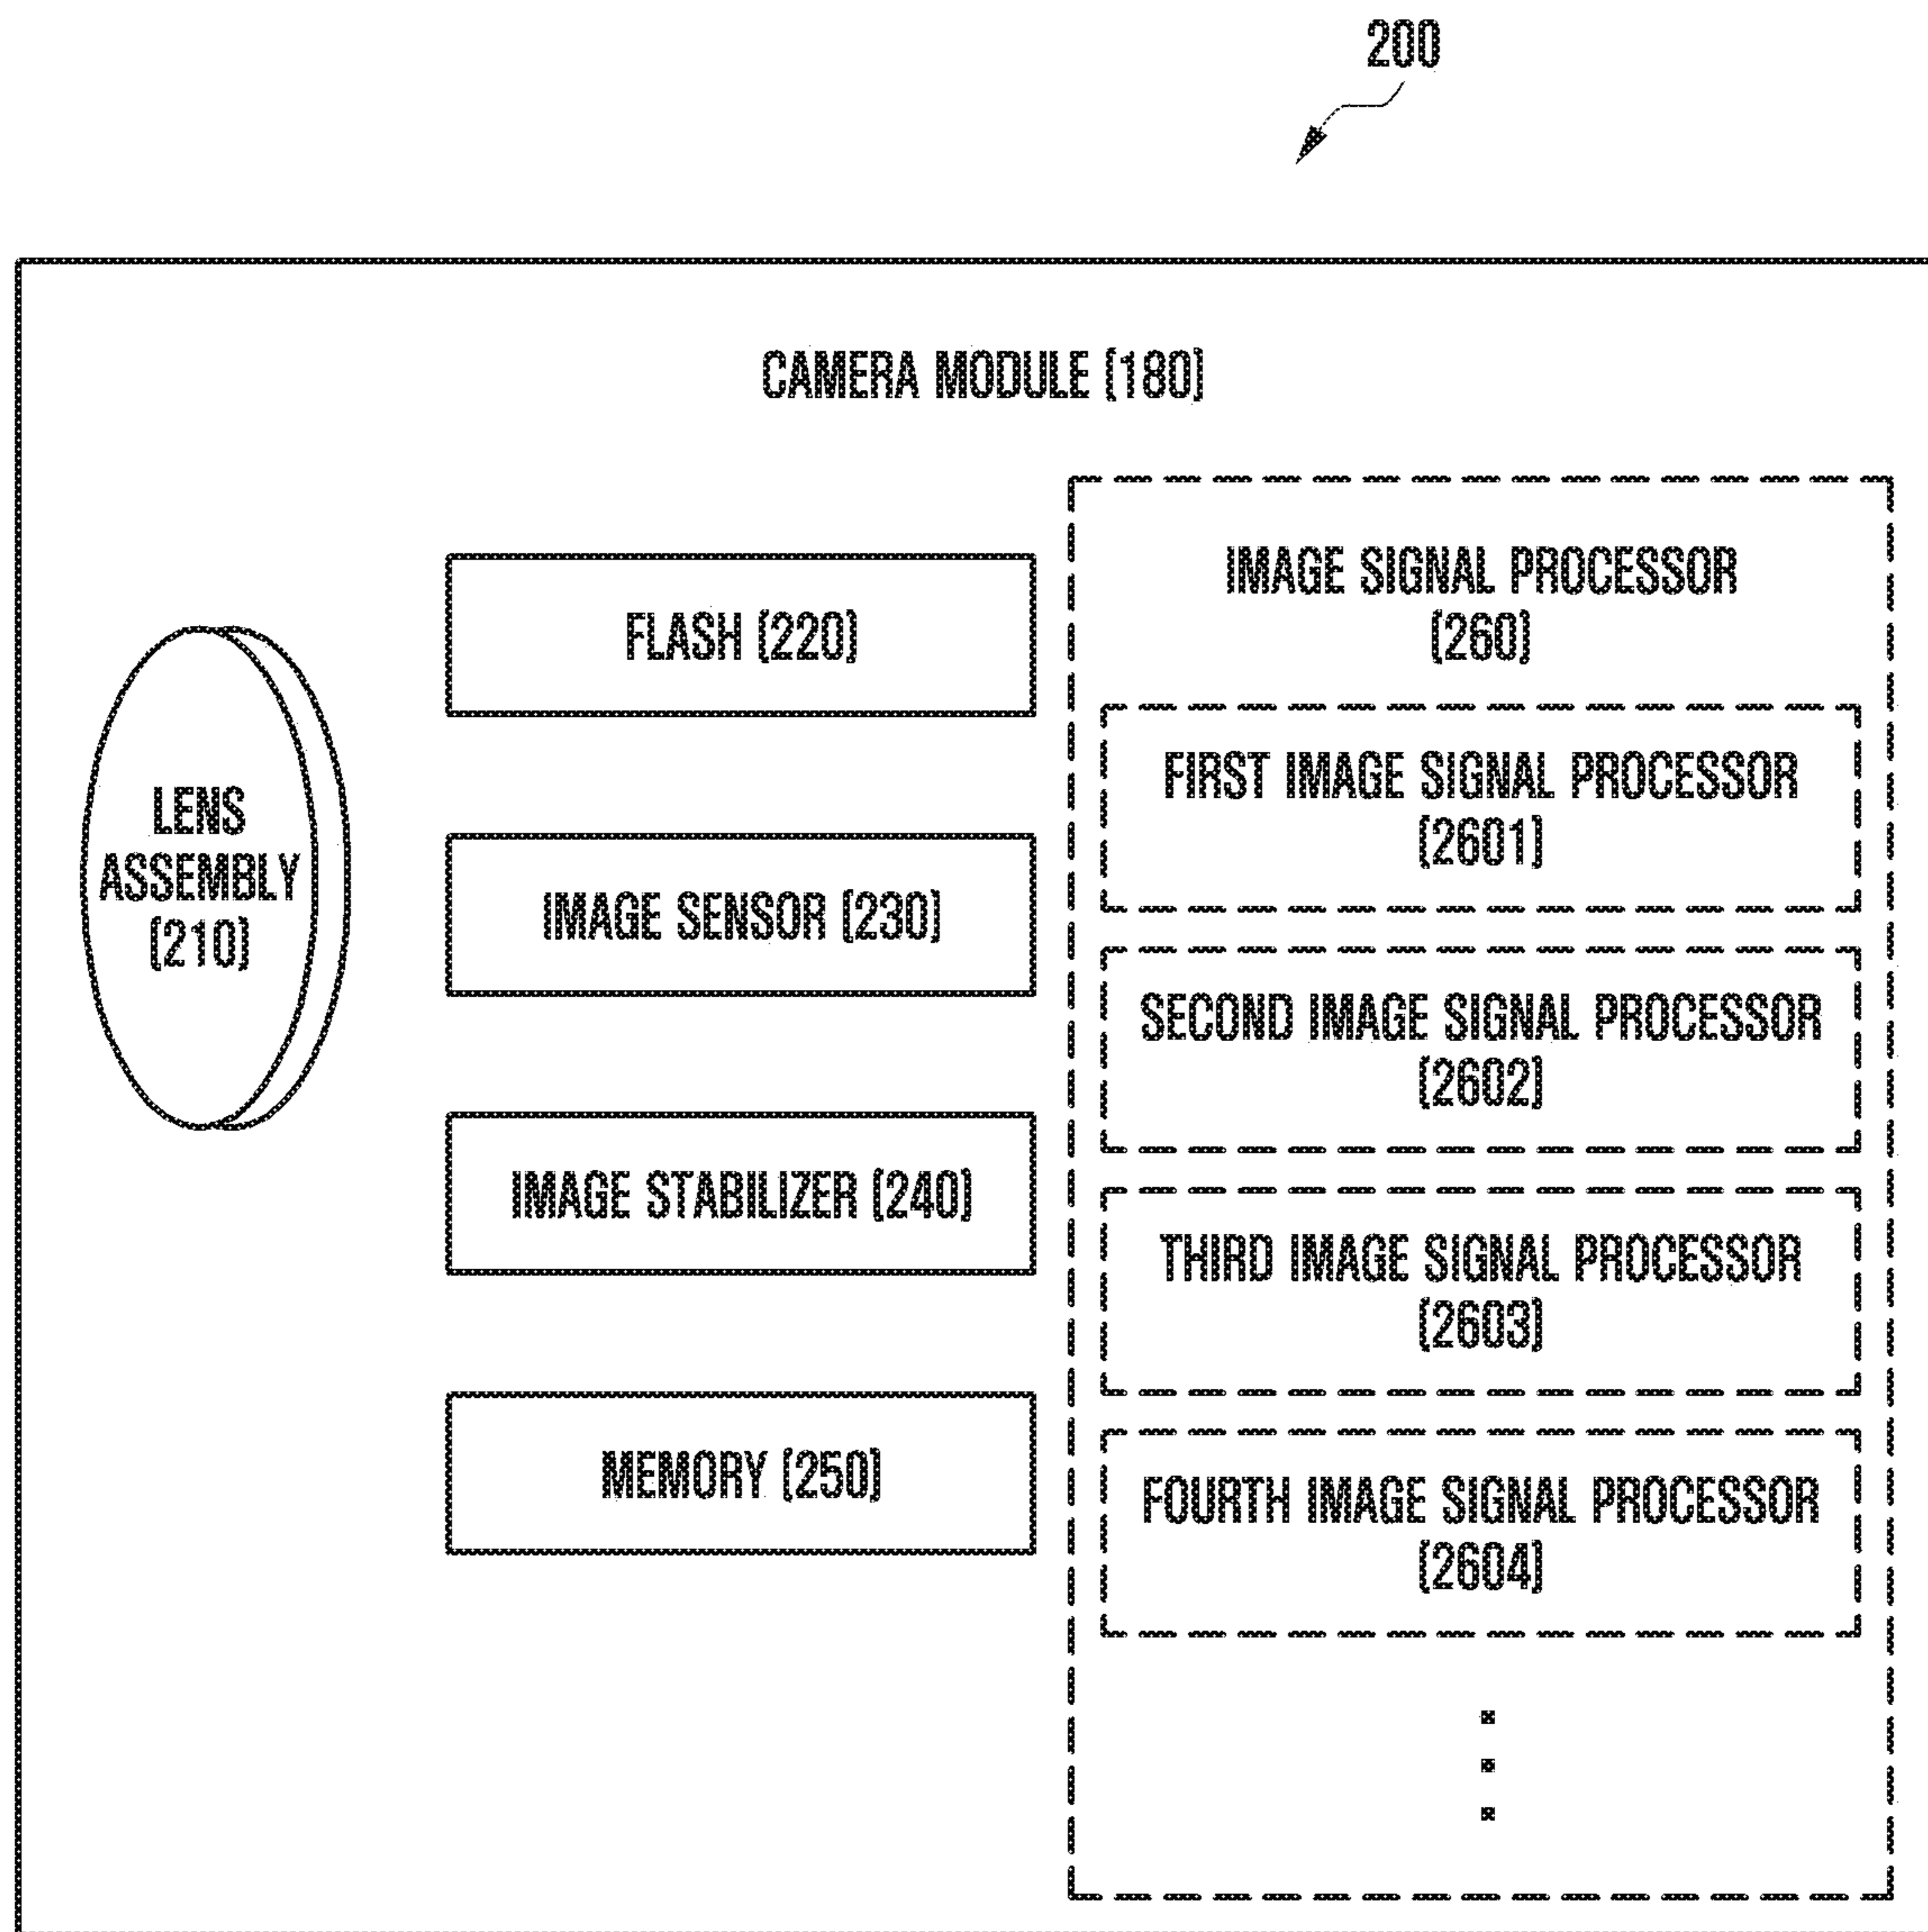 200
CAMERA MODULE (180)
LENS
ASSEMBLY
(210)
FLASH (220)
IMAGE SENSOR (230)
IMAGE STABILIZER (240)
MEMORY (250)
IMAGE SIGNAL PROCESSOR
(260)
FIRST IMAGE SIGNAL PROCESSOR
(2601)
SECOND IMAGE SIGNAL PROCESSOR
(2602)
THIRD IMAGE SIGNAL PROCESSOR
(2603)
FOURTH IMAGE SIGNAL PROCESSOR
(2604)